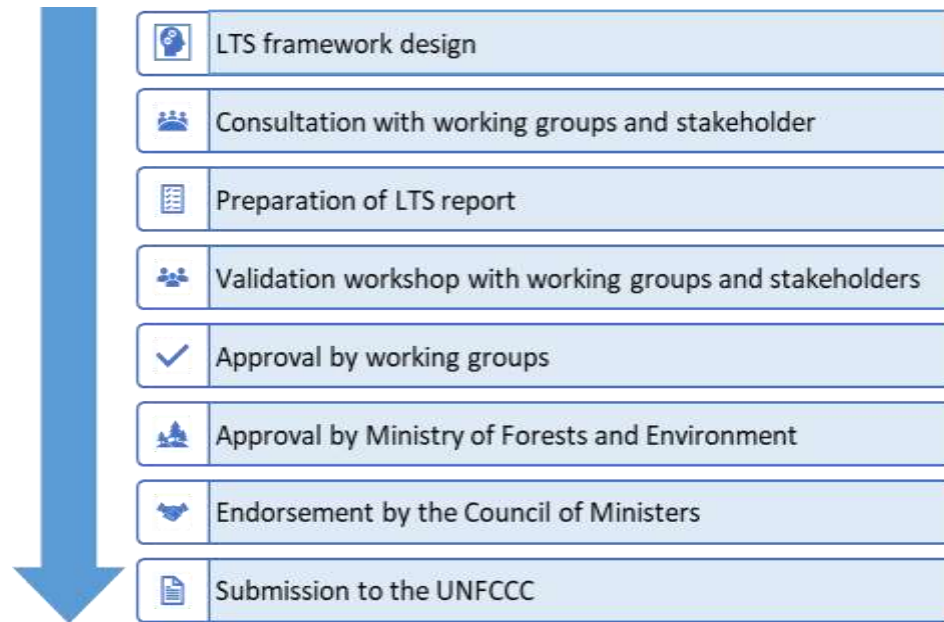 LTS framework design
Consultation with working groups and stakeholder
Preparation of LTS report
Validation workshop with working groups and stakeholders
Approval by working groups
Approval by Ministry of Forests and Environment
Endorsement by the Council of Ministers
Submission to the UNFCCC